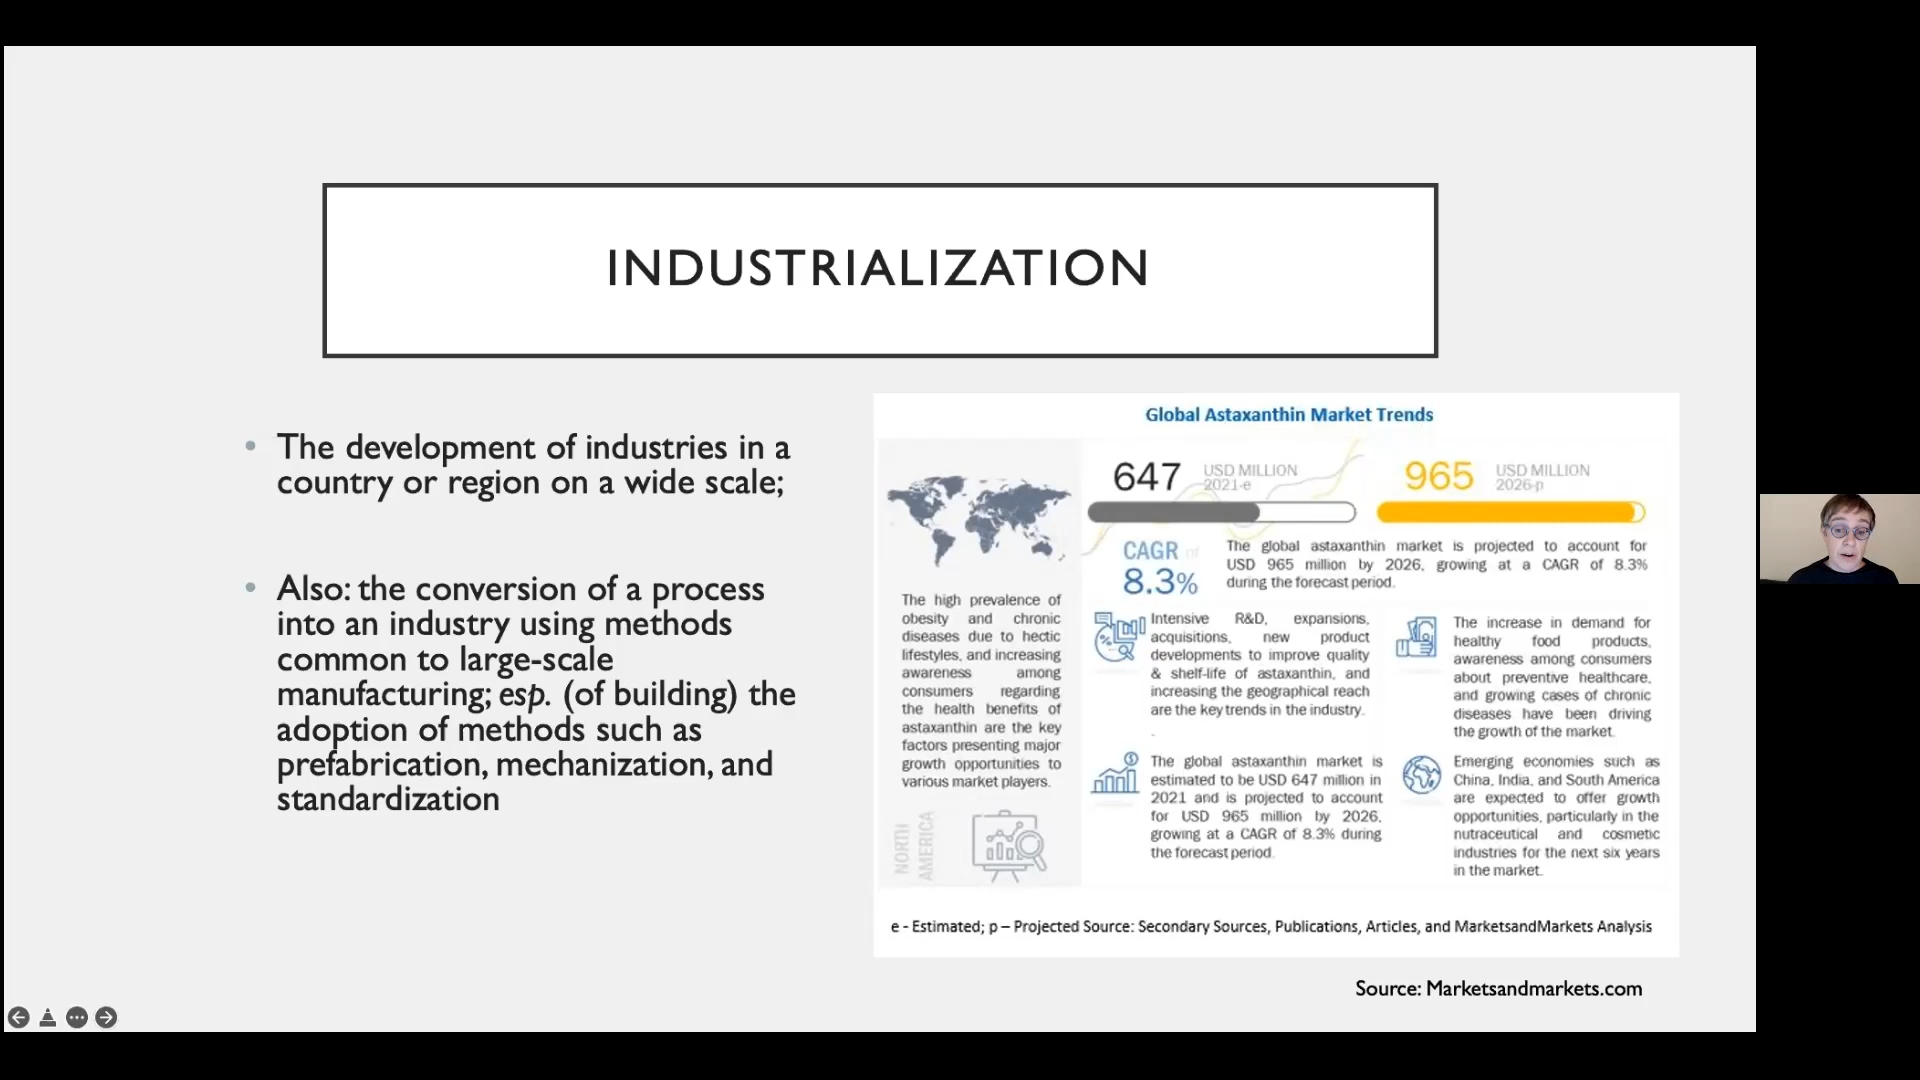 INDUSTRIALIZATION
• The development of industries in a
country or region on a wide scale;
• Also: the conversion of a process
into an industry using methods
common to large-scale
manufacturing; esp. (of building) the
adoption of methods such as
prefabrication, mechanization, and
standardization
Global Astaxanthin Market Trends
647 USD MILLION
2021-e
965 USD MILLION
2026-p
CAGR of
8.3%
The global astaxanthin market is projected to account for
USD 965 million by 2026, growing at a CAGR of 8.3%
during the forecast period.
The high prevalence of
obesity and chronic
diseases due to hectic
lifestyles, and increasing
awareness among
consumers regarding
the health benefits of
astaxanthin are the key
factors presenting major
growth opportunities to
various market players.
NORTH
AMERICA
Intensive R&D, expansions,
acquisitions, new product
developments to improve quality
& shelf-life of astaxanthin, and
increasing the geographical reach
are the key trends in the industry.
.
The increase in demand for
healthy food products,
awareness among consumers
about preventive healthcare,
and growing cases of chronic
diseases have been driving
the growth of the market.
The global astaxanthin market is
estimated to be USD 647 million in
2021 and is projected to account
for USD 965 million by 2026,
growing at a CAGR of 8.3% during
the forecast period.
Emerging economies such as
China, India, and South America
are expected to offer growth
opportunities, particularly in the
nutraceutical and cosmetic
industries for the next six years
in the market.
e - Estimated; p – Projected Source: Secondary Sources, Publications, Articles, and MarketsandMarkets Analysis
Source: Marketsandmarkets.com